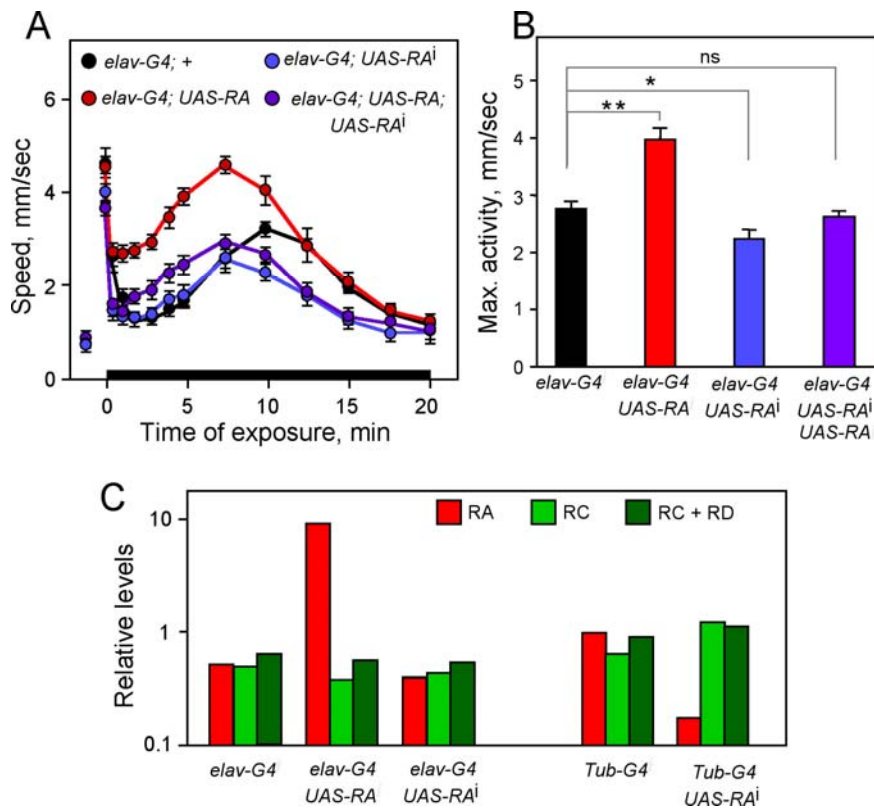 A
elav-G4; +
elav-G4; UAS-RAi
elav-G4; UAS-RA
elav-G4; UAS-RA;
UAS-RAi
Speed, mm/sec
6
4
2
0
0 5 10 15 20
Time of exposure, min
B
ns
*
**
Max. activity, mm/sec
5
4
3
2
1
0
elav-G4
elav-G4
UAS-RA
elav-G4
UAS-RAi
elav-G4
UAS-RAi
UAS-RA
C
RA RC RC + RD
Relative levels
10
1
0.1
elav-G4
elav-G4
UAS-RA
elav-G4
UAS-RAi
Tub-G4
Tub-G4
UAS-RAi